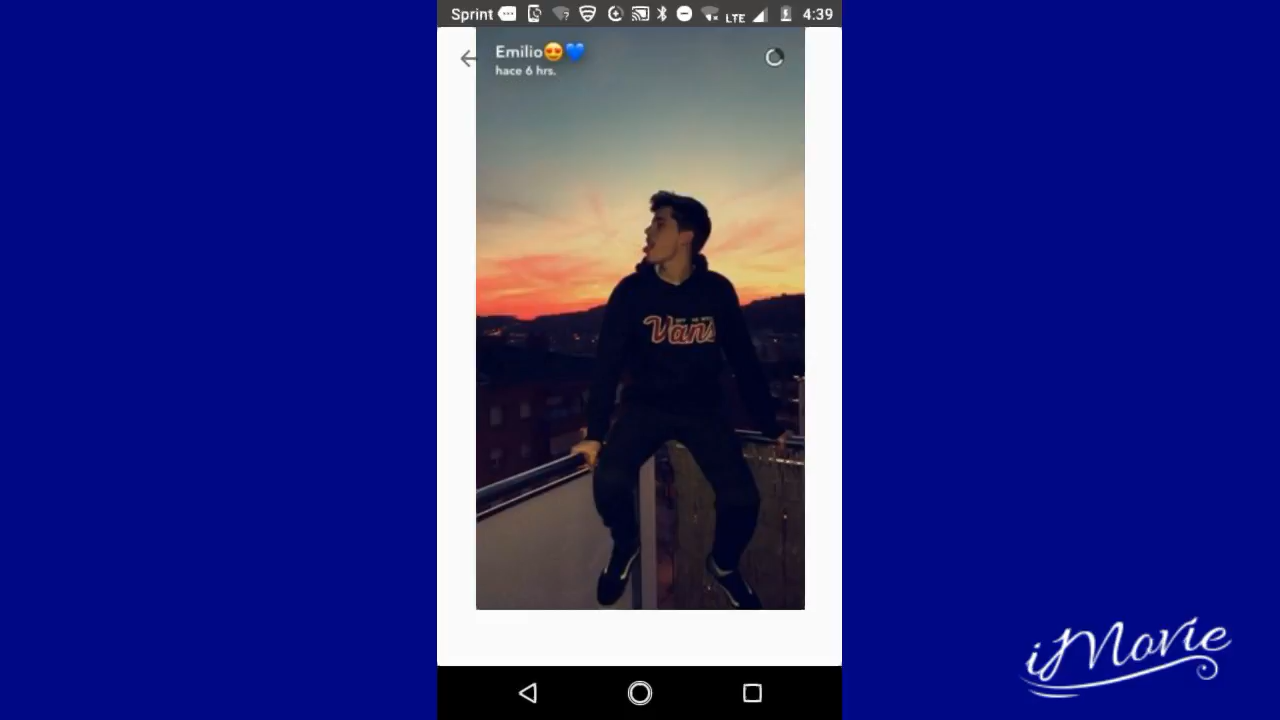 Sprint LTE 4:39
Emilio😍💙
hace 6 hrs.
Vans
iMovie